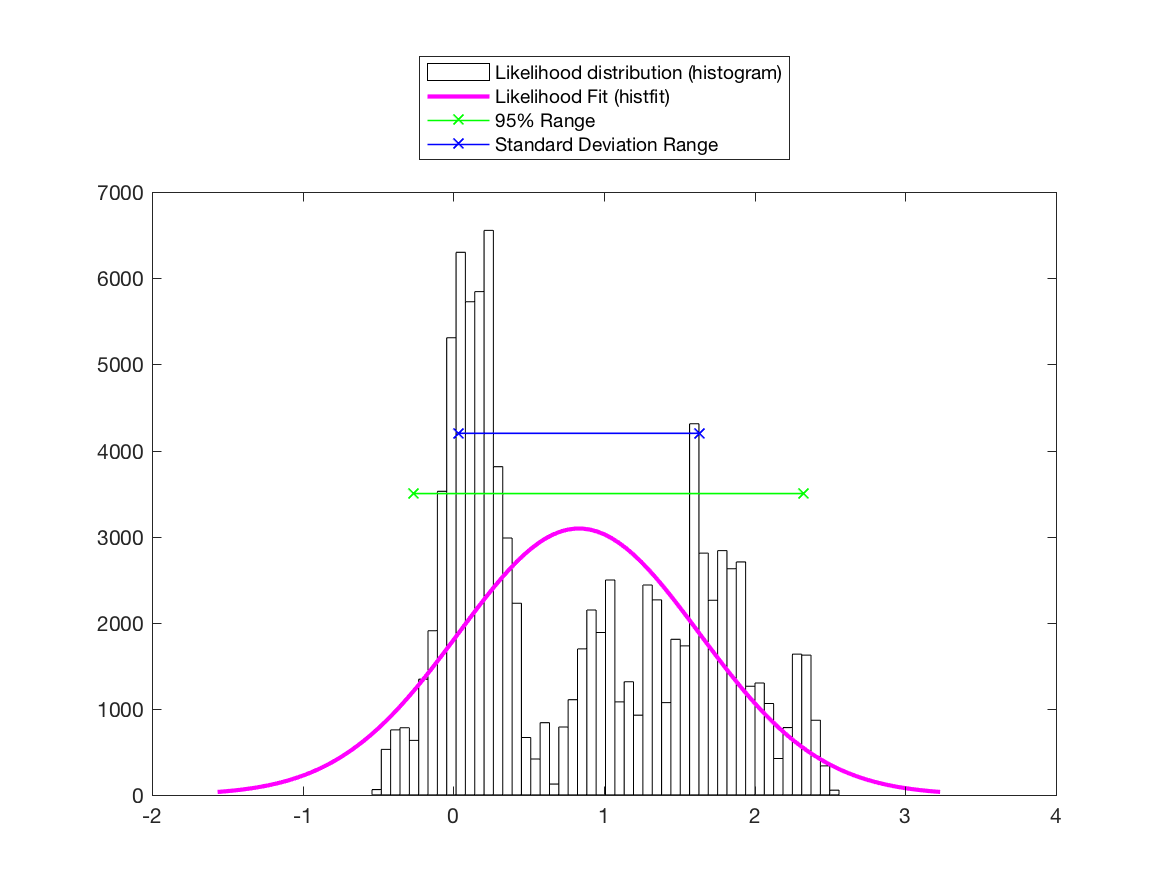 Likelihood distribution (histogram)
Likelihood Fit (histfit)
95% Range
Standard Deviation Range
7000
6000
5000
4000
3000
2000
1000
0
-2 -1 0 1 2 3 4